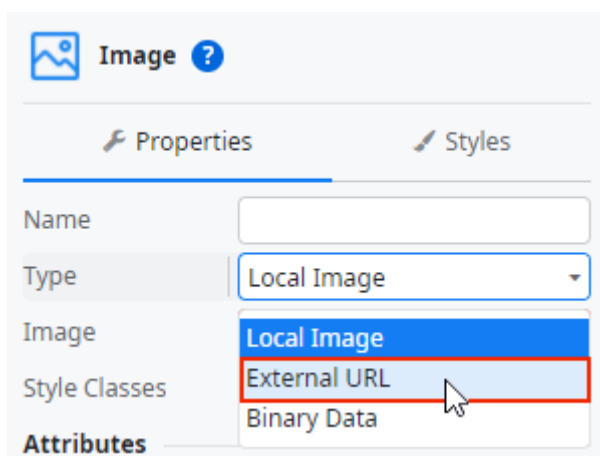 Image ?
Properties Styles
Name
Type Local Image
Image Local Image
External URL
Style Classes
Binary Data
Attributes